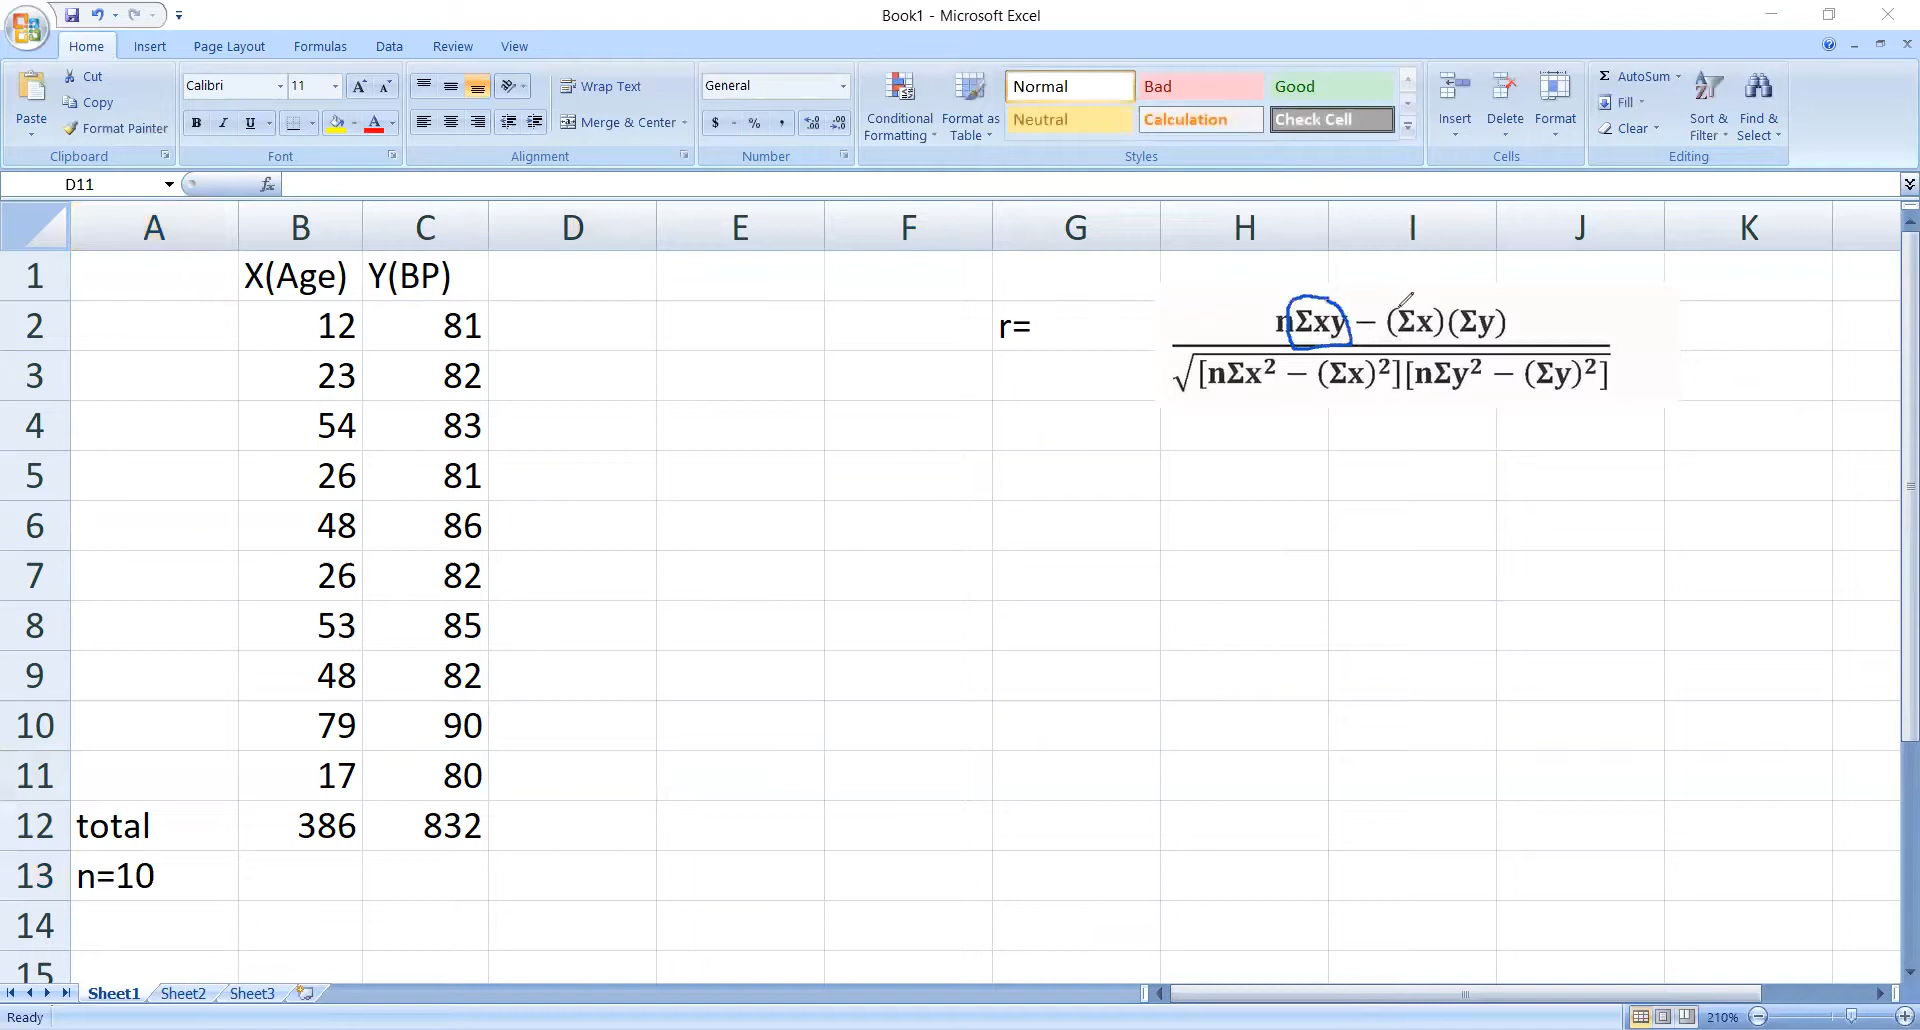 Book1 - Microsoft Excel
Home Insert Page Layout Formulas Data Review View
Paste
Cut
Copy
Format Painter
Clipboard
Calibri 11 A A
B I U A
Font
Wrap Text
Merge & Center
Alignment
General
$ % , .00 .00
Number
Conditional Formatting
Format as Table
Normal Bad Good
Neutral Calculation Check Cell
Styles
Insert Delete Format
Cells
Σ AutoSum
Fill
Clear
Sort & Filter
Find & Select
Editing
D11 fx
A B C D E F G H I J K
1 X(Age) Y(BP)
2 12 81 r= nΣxy − (Σx)(Σy)
3 23 82 √[nΣx² − (Σx)²][nΣy² − (Σy)²]
4 54 83
5 26 81
6 48 86
7 26 82
8 53 85
9 48 82
10 79 90
11 17 80
12 total 386 832
13 n=10
14
15
Sheet1 Sheet2 Sheet3
Ready 210%